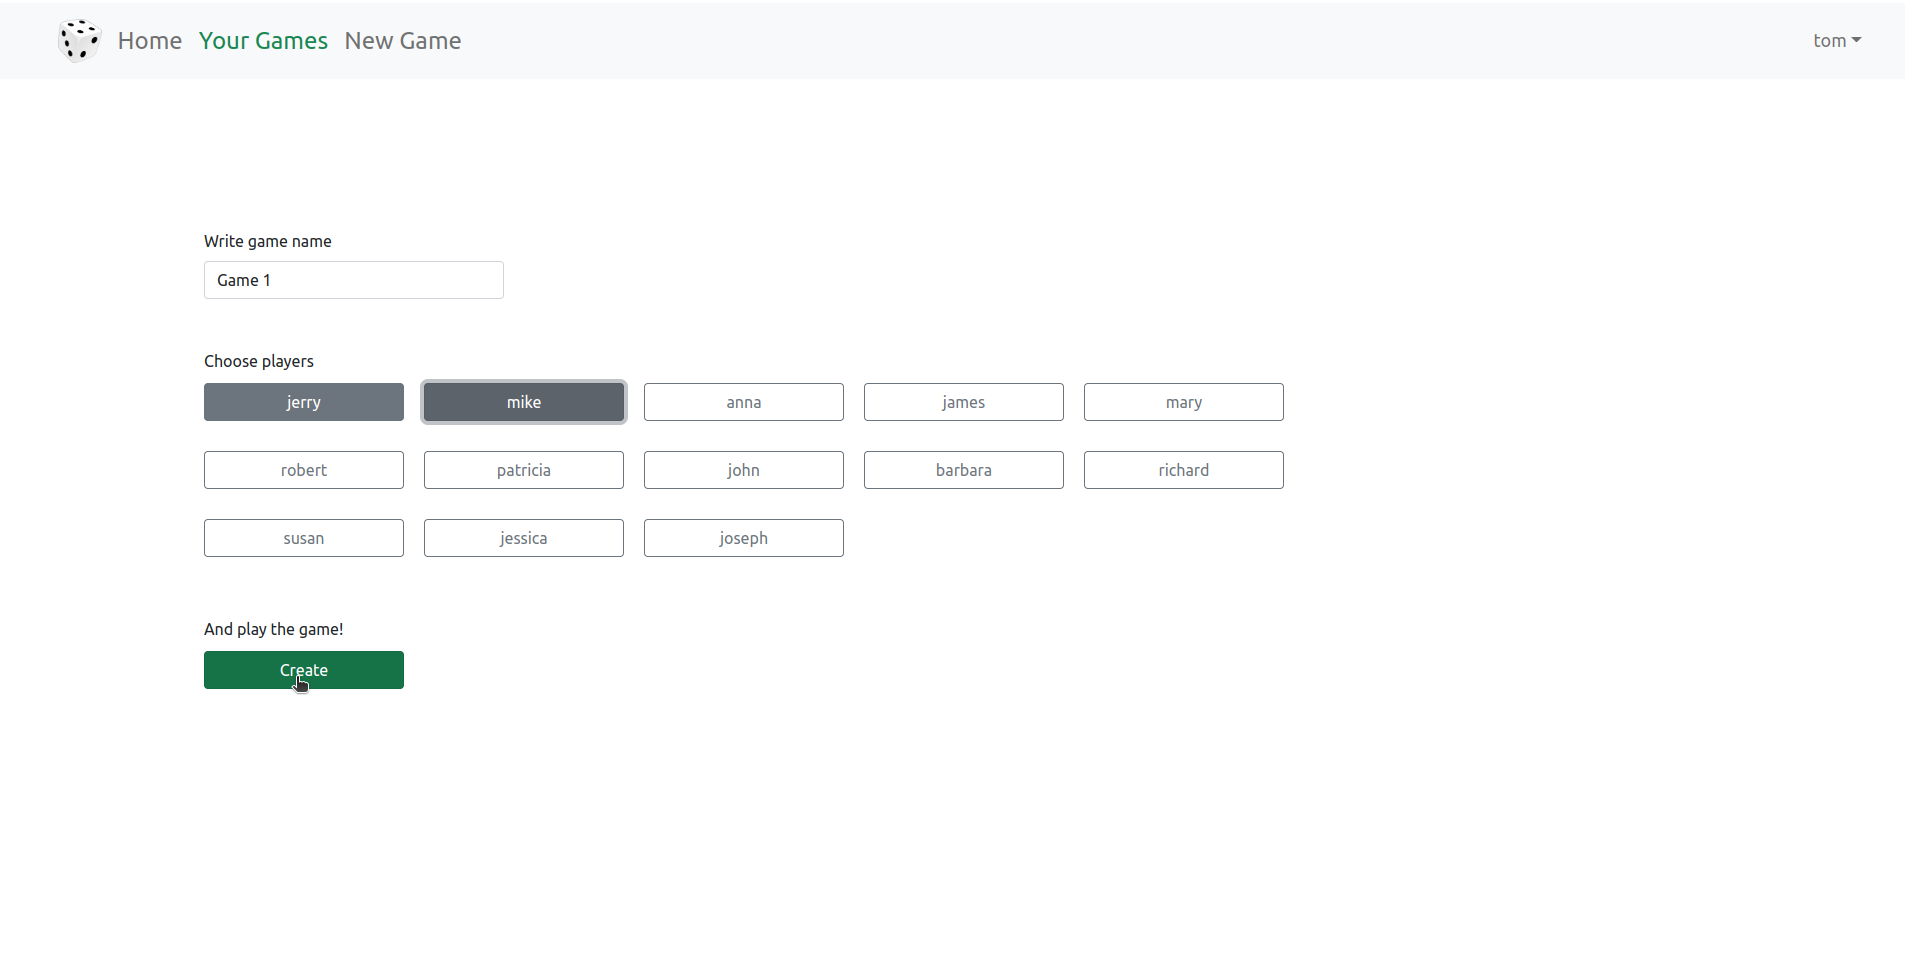 Home Your Games New Game tom
Write game name
Game 1
Choose players
jerry mike anna james mary
robert patricia john barbara richard
susan jessica joseph
And play the game!
Create